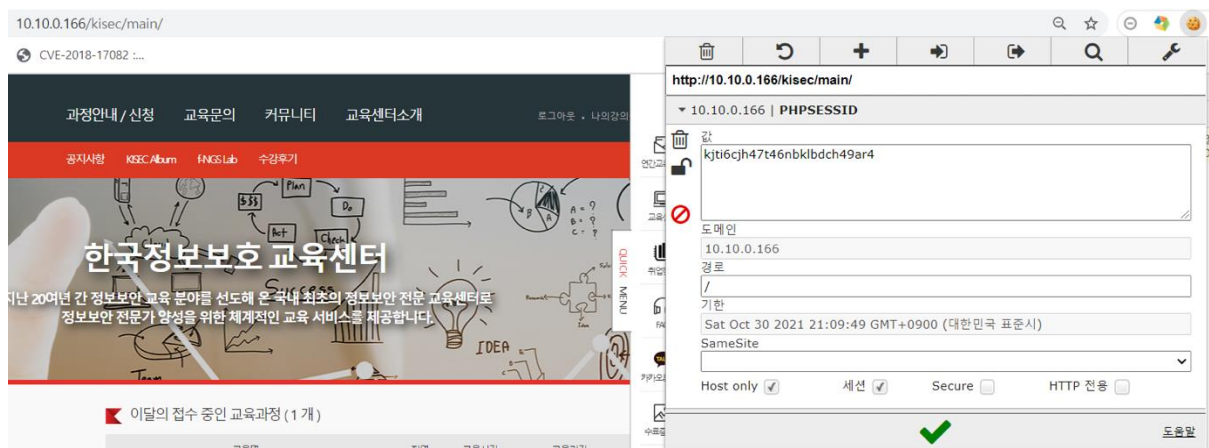 10.10.0.166/kisec/main/
CVE-2018-17082 :...
과정안내 / 신청 교육문의 커뮤니티 교육센터소개
로그아웃 나의강의
공지사항 KISEC Album f-NGS Lab 수강후기
Plan
Do
Act
Check
Cloud
$$$
A = ?
B = ?
C = ?
Success
IDEA
Team
한국정보보호 교육센터
지난 20여년 간 정보보안 교육 분야를 선도해 온 국내 최초의 정보보안 전문 교육센터로
정보보안 전문가 양성을 위한 체계적인 교육 서비스를 제공합니다.
QUICK MENU
이달의 접수 중인 교육과정 ( 1 개 )
http://10.10.0.166/kisec/main/
10.10.0.166 | PHPSESSID
값
kjti6cjh47t46nbklbdch49ar4
도메인
10.10.0.166
경로
/
기한
Sat Oct 30 2021 21:09:49 GMT+0900 (대한민국 표준시)
SameSite
Host only 세션 Secure HTTP 전용
도움말